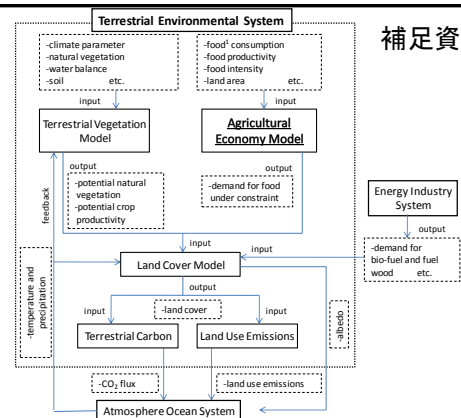 Terrestrial Environmental System
補足資
-climate parameter
-natural vegetation
-water balance
-soil etc.
-food¹ consumption
-food productivity
-food intensity
-land area etc.
input
input
Terrestrial Vegetation
Model
Agricultural
Economy Model
output
output
-potential natural
vegetation
-potential crop
productivity
-demand for food
under constraint
Energy Industry
System
output
-demand for
bio-fuel and fuel
wood etc.
feedback
input
input
Land Cover Model
output
-temperature and
precipitation
input
-land cover
input
-albedo
Terrestrial Carbon
Land Use Emissions
-CO₂ flux
-land use emissions
Atmosphere Ocean System